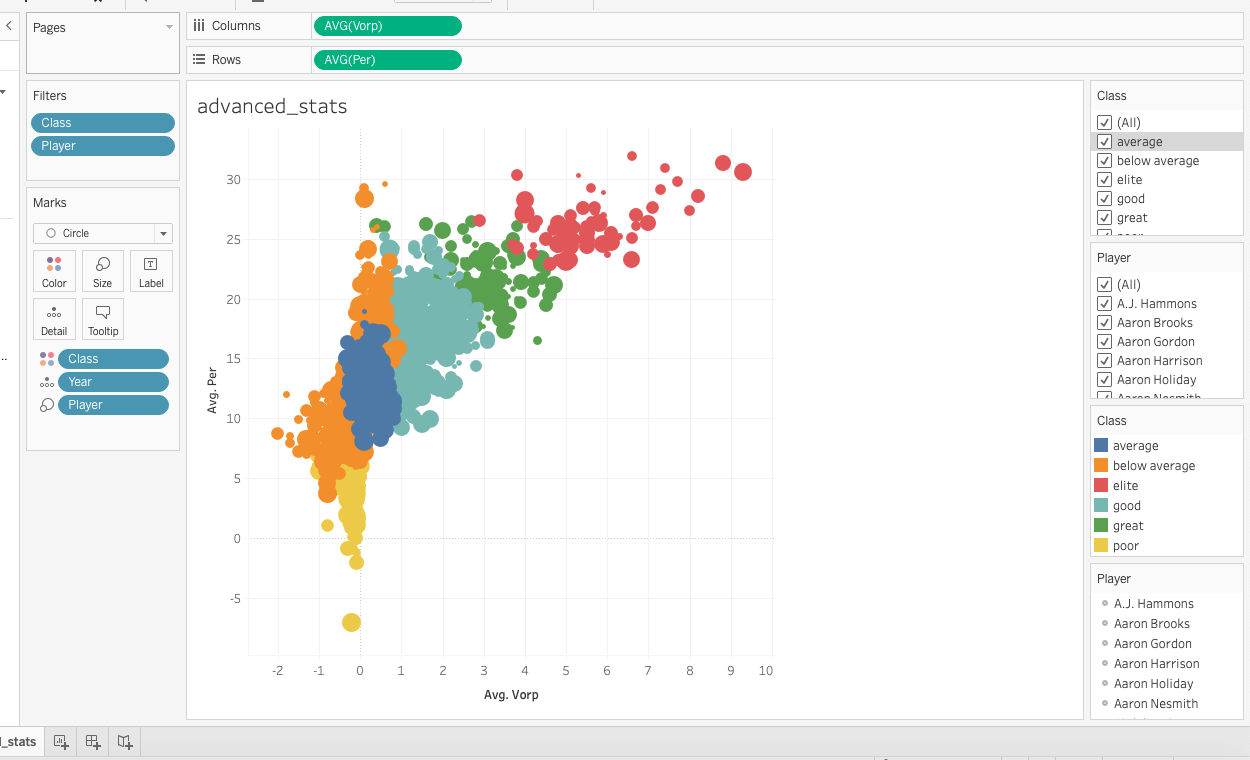 Pages
Columns
AVG(Vorp)
Rows
AVG(Per)
Filters
Class
Player
Marks
Circle
Color
Size
Label
T
Detail
Tooltip
Class
Year
Player
advanced_stats
30
25
20
15
10
5
0
-5
Avg. Per
-2
-1
0
1
2
3
4
5
6
7
8
9
10
Avg. Vorp
Class
(All)
average
below average
elite
good
great
Player
(All)
A.J. Hammons
Aaron Brooks
Aaron Gordon
Aaron Harrison
Aaron Holiday
Aaron Nesmith
Class
average
below average
elite
good
great
poor
Player
A.J. Hammons
Aaron Brooks
Aaron Gordon
Aaron Harrison
Aaron Holiday
Aaron Nesmith
_stats